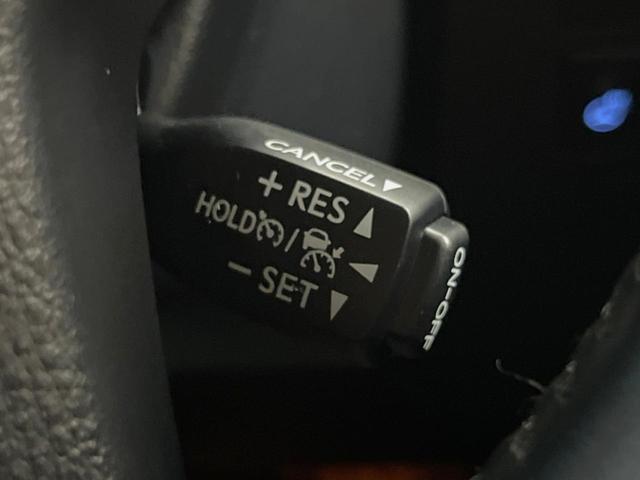 CANCEL
+ RES
HOLD /
- SET
ON-OFF